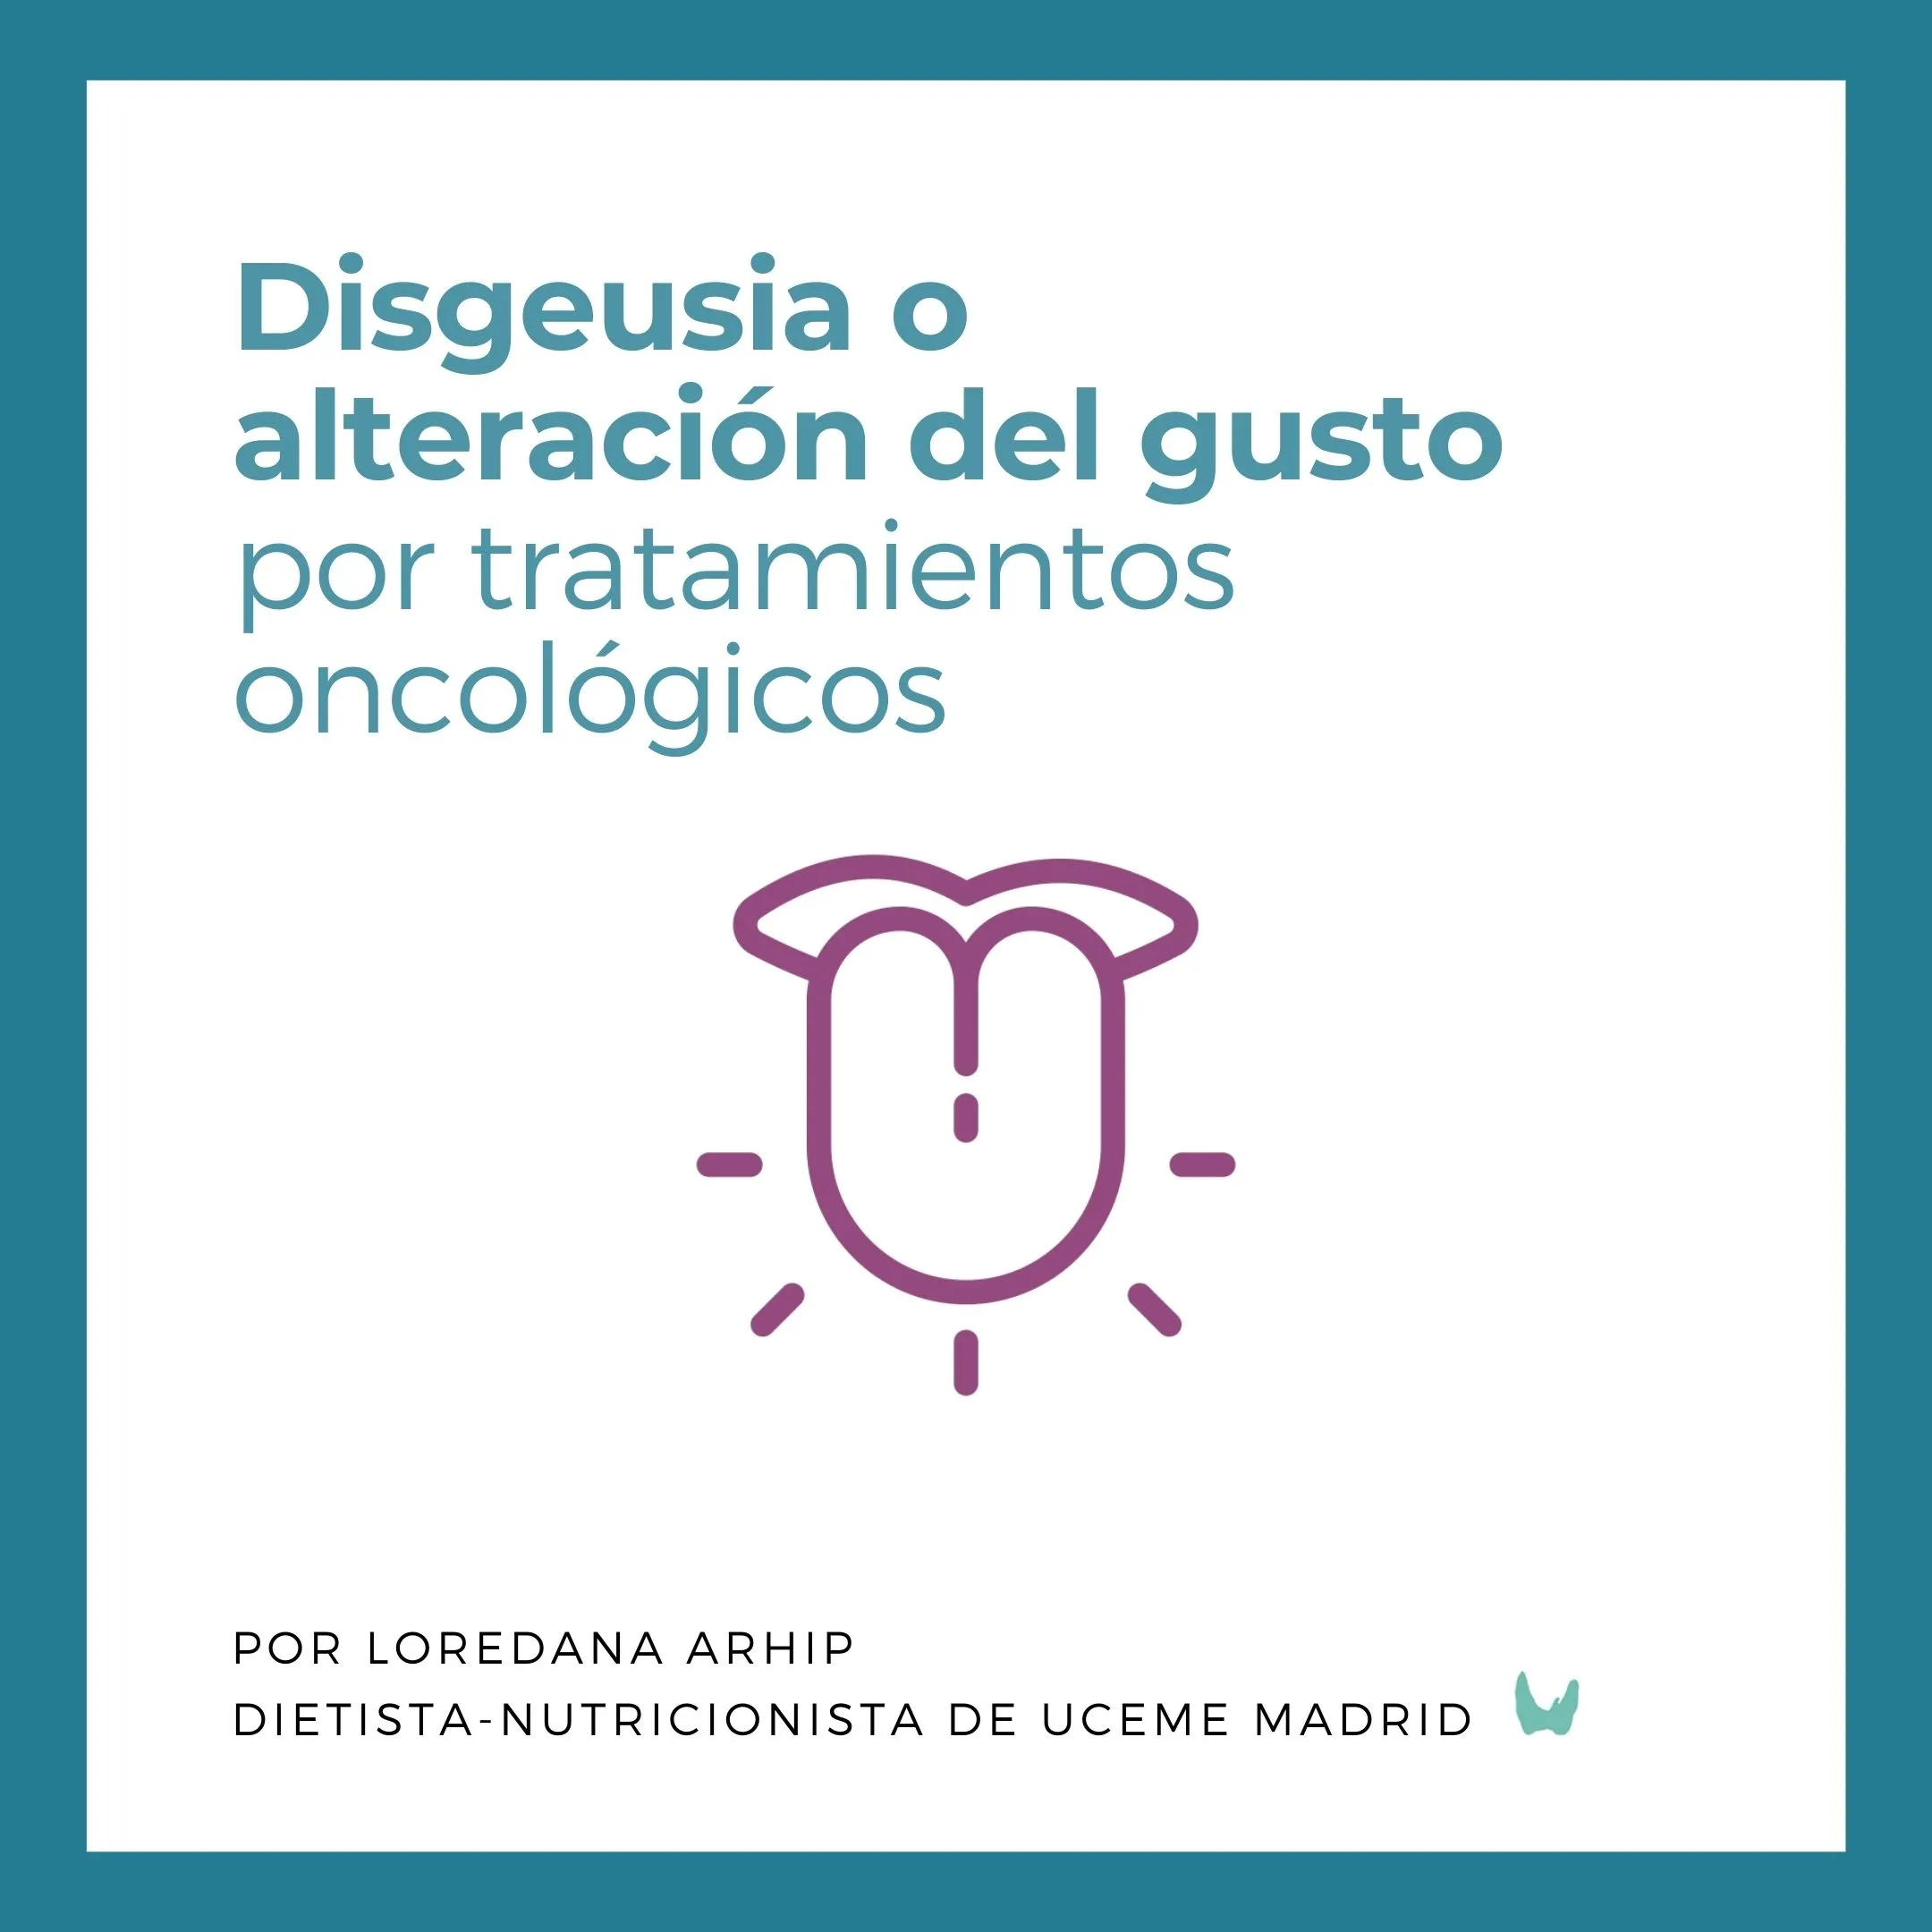 Disgeusia o
alteración del gusto
por tratamientos
oncológicos
POR LOREDANA ARHIP
DIETISTA-NUTRICIONISTA DE UCEME MADRID